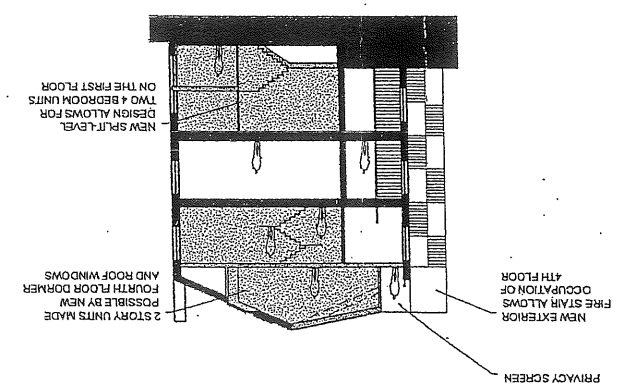 PRIVACY SCREEN
NEW EXTERIOR
FIRE STAIR ALLOWS
OCCUPATION OF
4TH FLOOR
2 STORY UNITS MADE
POSSIBLE BY NEW
FOURTH FLOOR DORMER
AND ROOF WINDOWS
NEW SPLIT-LEVEL
DESIGN ALLOWS FOR
TWO 4 BEDROOM UNITS
ON THE FIRST FLOOR